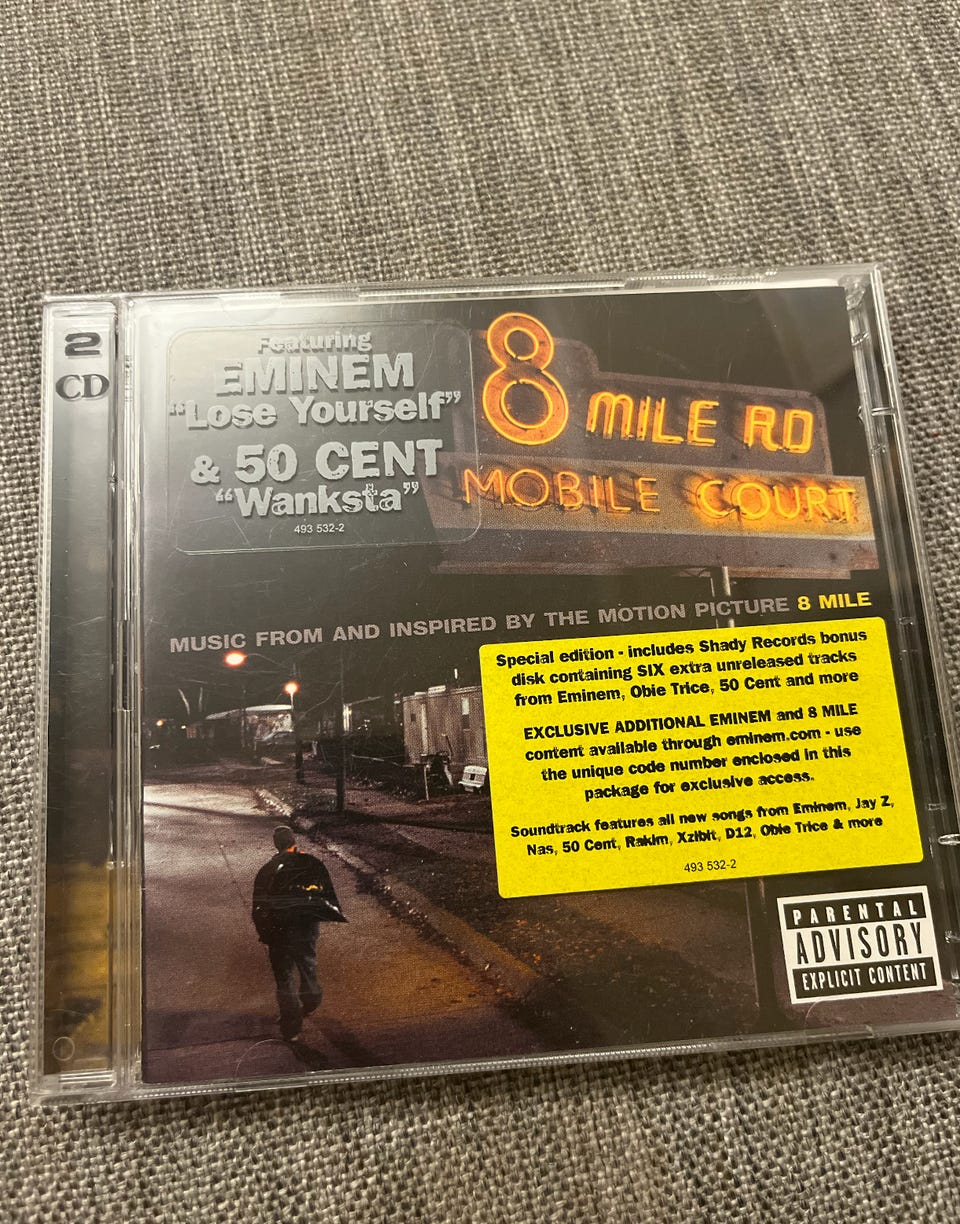 2
CD
Featuring
EMINEM
"Lose Yourself"
& 50 CENT
"Wanksta"
493 532-2
8 MILE RD
MOBILE COURT
MUSIC FROM AND INSPIRED BY THE MOTION PICTURE 8 MILE
Special edition - includes Shady Records bonus
disk containing SIX extra unreleased tracks
from Eminem, Obie Trice, 50 Cent and more
EXCLUSIVE ADDITIONAL EMINEM and 8 MILE
content available through eminem.com - use
the unique code number enclosed in this
package for exclusive access.
Soundtrack features all new songs from Eminem, Jay Z,
Nas, 50 Cent, Rakim, Xzibit, D12, Obie Trice & more
493 532-2
PARENTAL
ADVISORY
EXPLICIT CONTENT